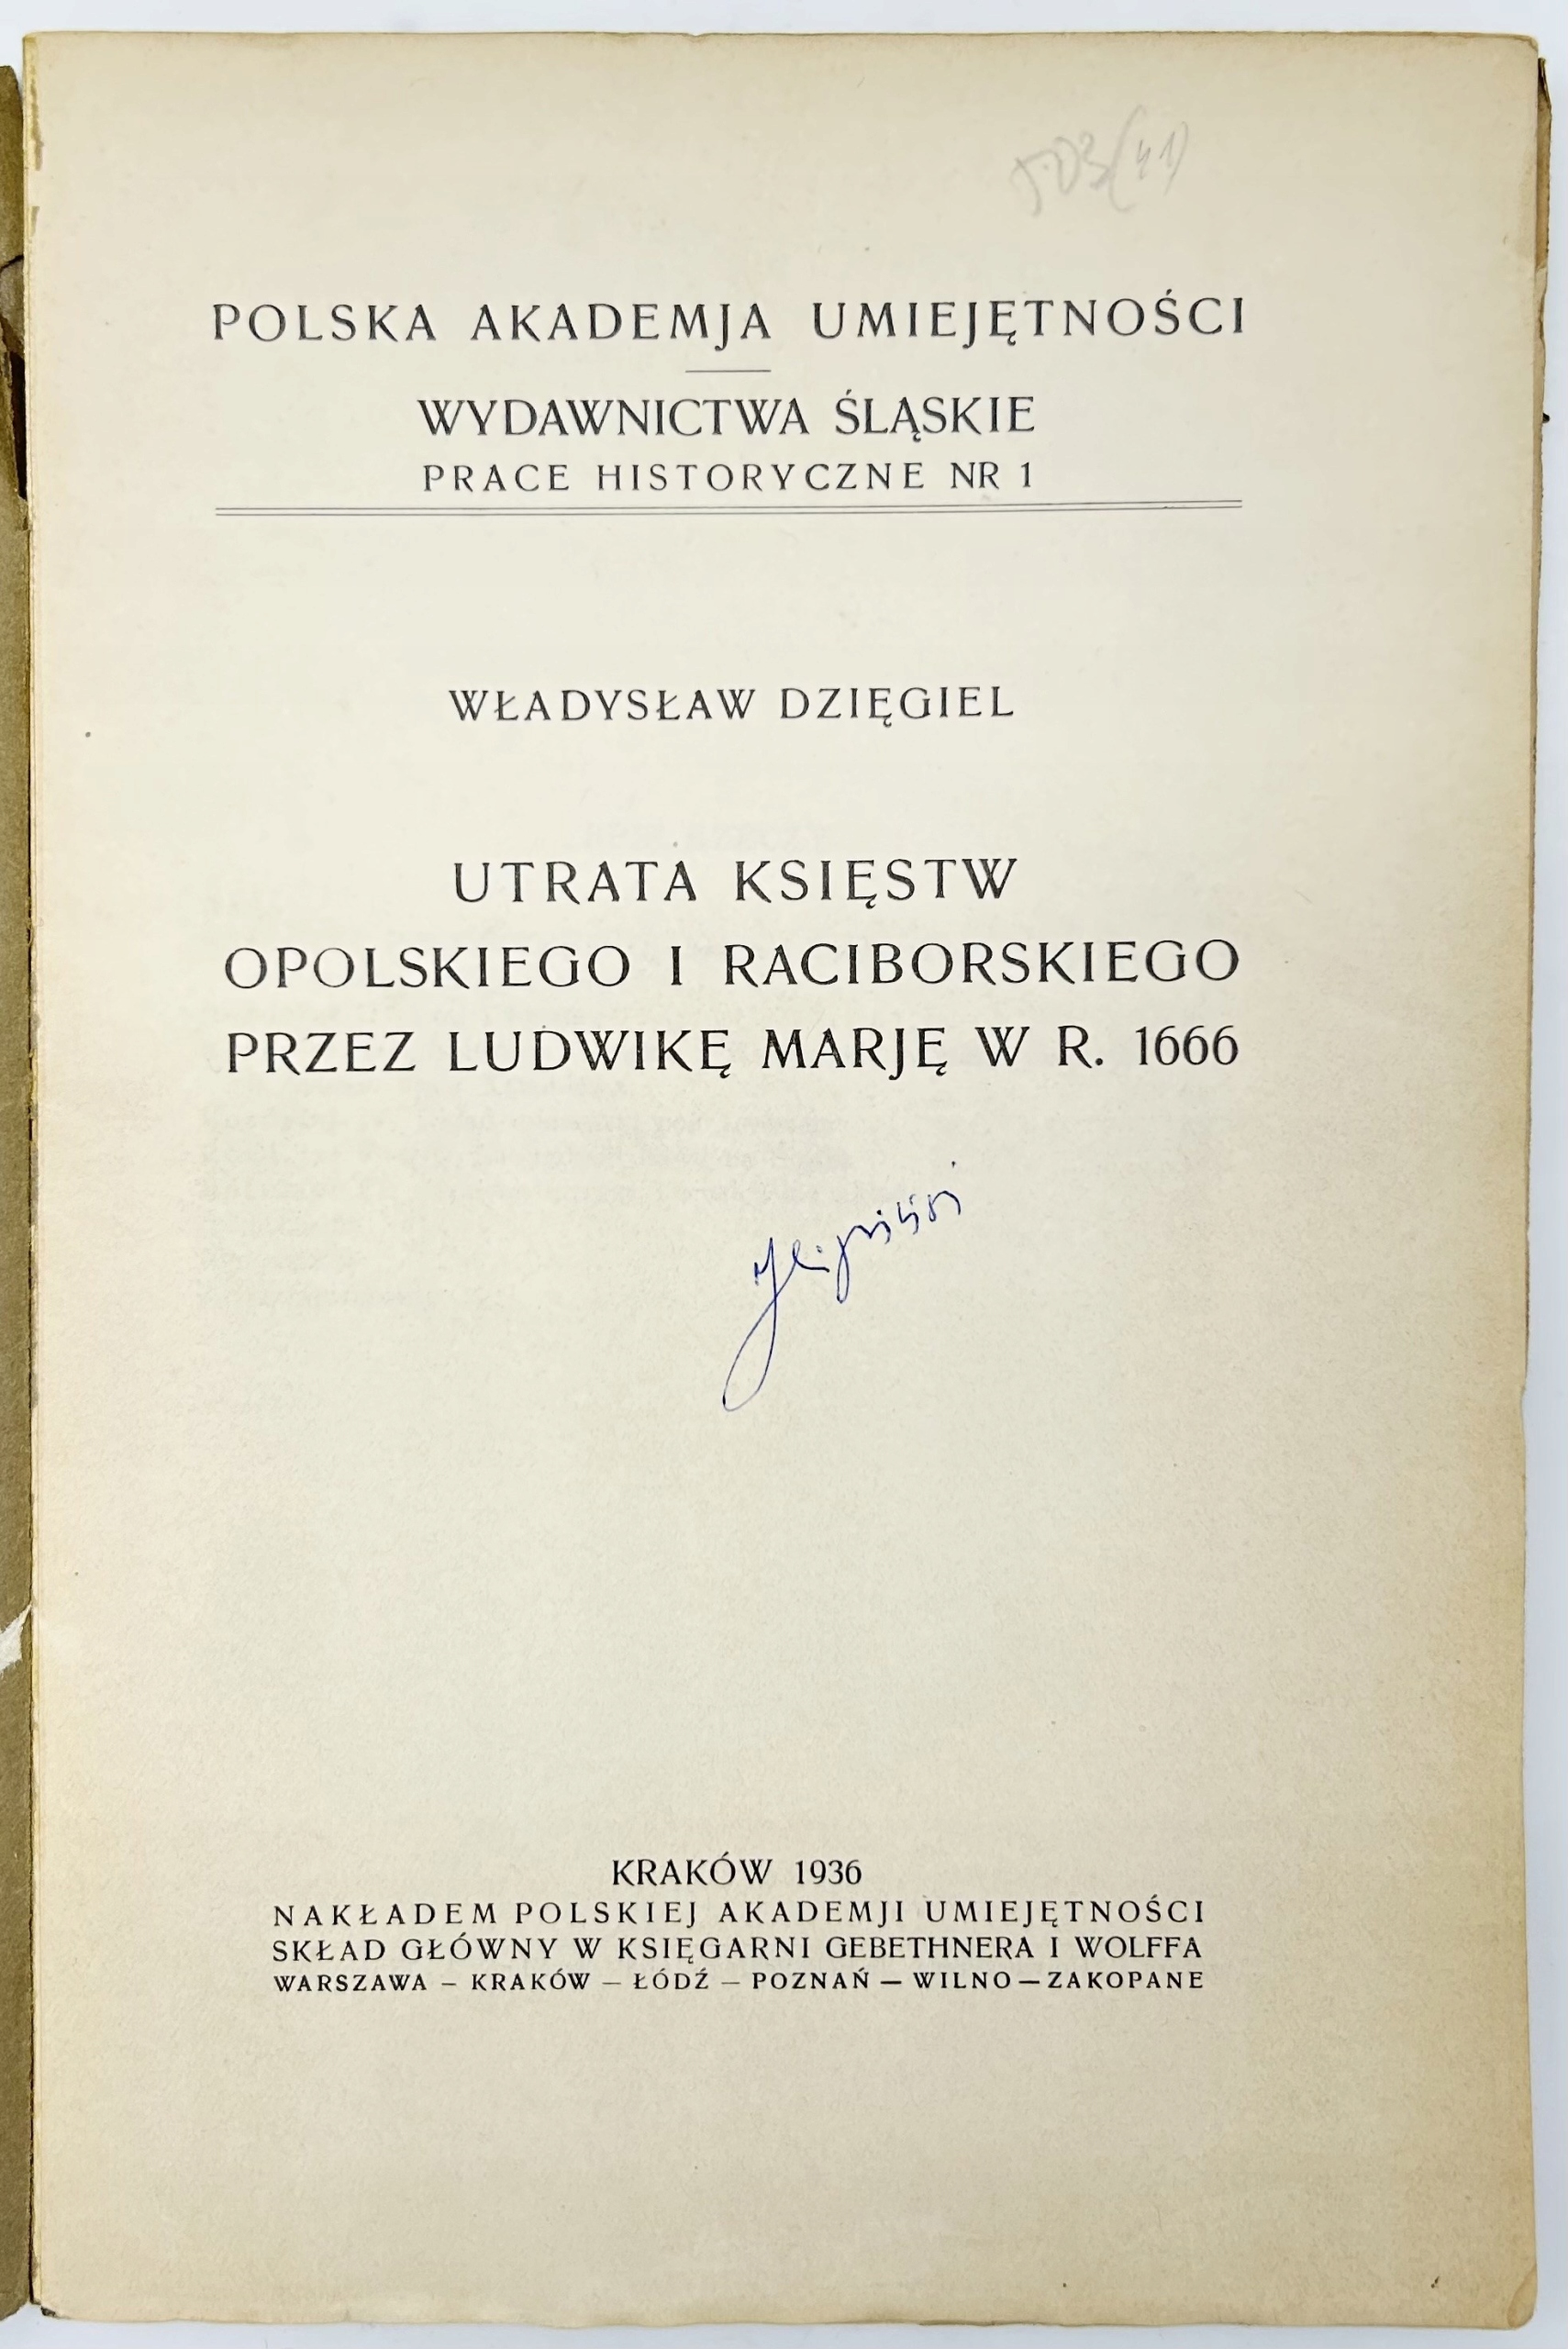 POLSKA AKADEMJA UMIEJĘTNOŚCI
WYDAWNICTWA ŚLĄSKIE
PRACE HISTORYCZNE NR 1
WŁADYSŁAW DZIĘGIEL
UTRATA KSIĘSTW
OPOLSKIEGO I RACIBORSKIEGO
PRZEZ LUDWIKĘ MARJĘ W R. 1666
KRAKÓW 1936
NAKŁADEM POLSKIEJ AKADEMJI UMIEJĘTNOŚCI
SKŁAD GŁÓWNY W KSIĘGARNI GEBETHNERA I WOLFFA
WARSZAWA – KRAKÓW – ŁÓDŹ – POZNAŃ — WILNO — ZAKOPANE